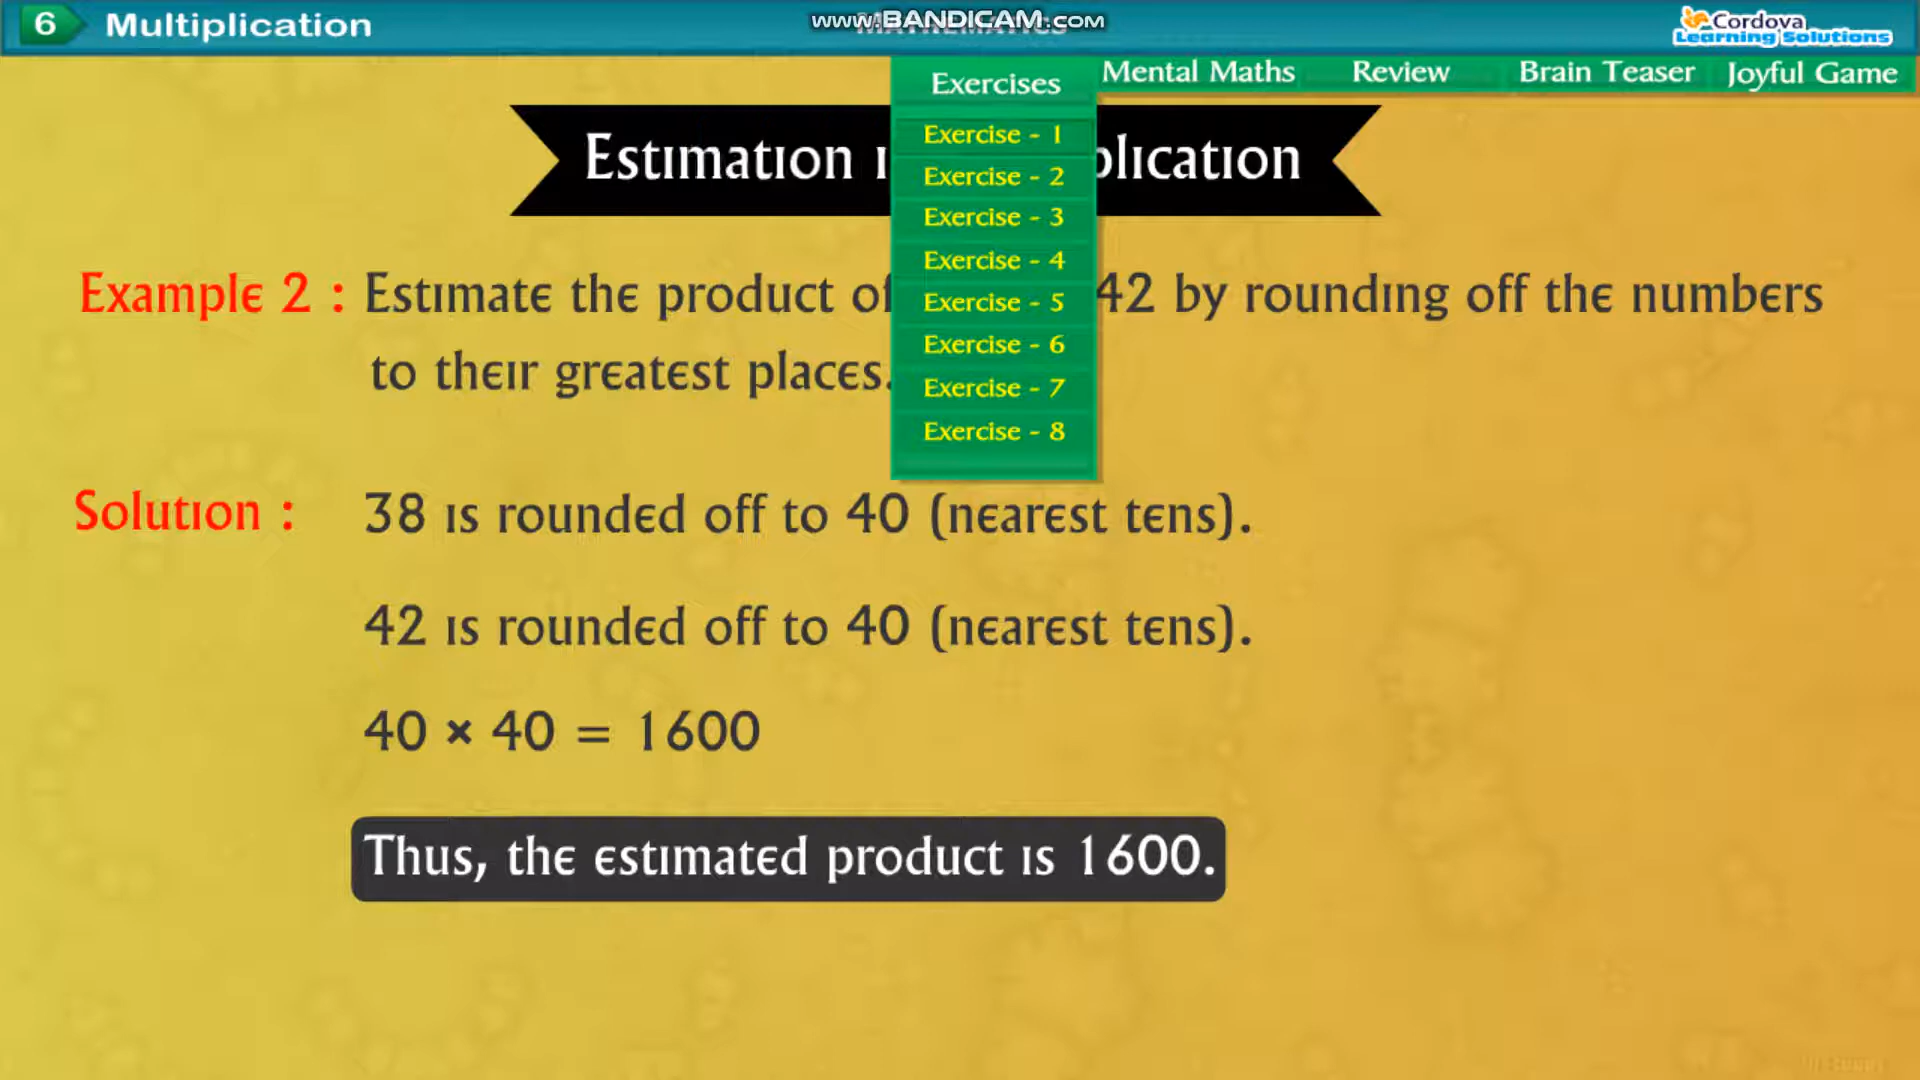 6 Multiplication
www.BANDICAM.com
Cordova
Learning Solutions
Exercises
Mental Maths
Review
Brain Teaser
Joyful Game
Exercise - 1
Exercise - 2
Exercise - 3
Exercise - 4
Exercise - 5
Exercise - 6
Exercise - 7
Exercise - 8
Estimation
plication
Example 2 : Estimate the product of 42 by rounding off the numbers
to their greatest places.
Solution : 38 is rounded off to 40 (nearest tens).
42 is rounded off to 40 (nearest tens).
40 × 40 = 1600
Thus, the estimated product is 1600.